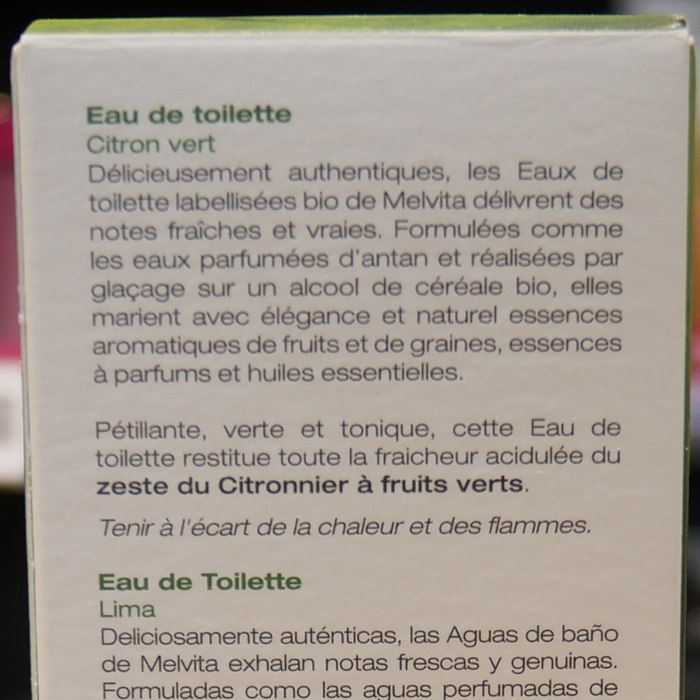 Eau de toilette
Citron vert
Délicieusement authentiques, les Eaux de
toilette labellisées bio de Melvita délivrent des
notes fraîches et vraies. Formulées comme
les eaux parfumées d'antan et réalisées par
glaçage sur un alcool de céréale bio, elles
marient avec élégance et naturel essences
aromatiques de fruits et de graines, essences
à parfums et huiles essentielles.
Pétillante, verte et tonique, cette Eau de
toilette restitue toute la fraicheur acidulée du
zeste du Citronnier à fruits verts.
Tenir à l'écart de la chaleur et des flammes.
Eau de Toilette
Lima
Deliciosamente auténticas, las Aguas de baño
de Melvita exhalan notas frescas y genuinas.
Formuladas como las aguas perfumadas de